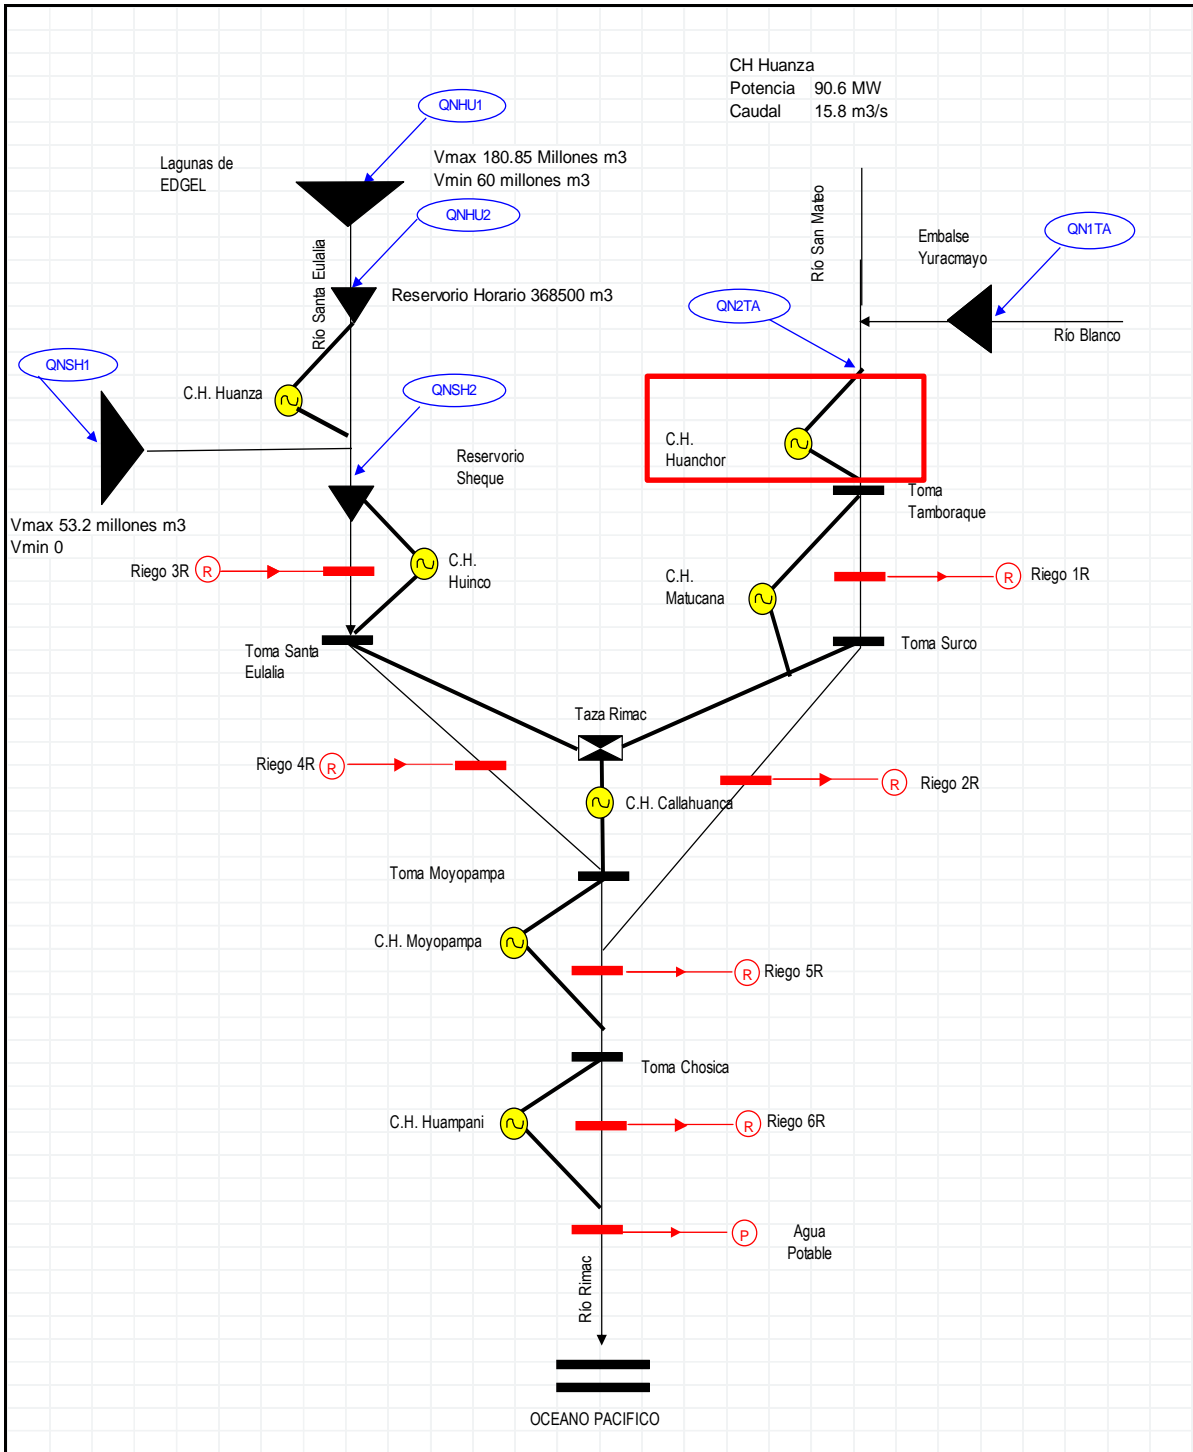 CH Huanza
Potencia 90.6 MW
Caudal 15.8 m3/s
QNHU1
Lagunas de
EDGEL
Vmax 180.85 Millones m3
Vmin 60 millones m3
QNHU2
Río Santa Eulalia
Reservorio Horario 368500 m3
Río San Mateo
Embalse
Yuracmayo
QN1TA
QN2TA
Río Blanco
QNSH1
C.H. Huanza
QNSH2
C.H.
Huanchor
Reservorio
Sheque
Toma
Tamboraque
Vmax 53.2 millones m3
Vmin 0
Riego 3R
R
C.H.
Huinco
C.H.
Matucana
R
Riego 1R
Toma Santa
Eulalia
Toma Surco
Taza Rimac
Riego 4R
R
R
Riego 2R
C.H. Callahuanca
Toma Moyopampa
C.H. Moyopampa
R
Riego 5R
Toma Chosica
C.H. Huampani
R
Riego 6R
P
Agua
Potable
Río Rimac
OCEANO PACIFICO